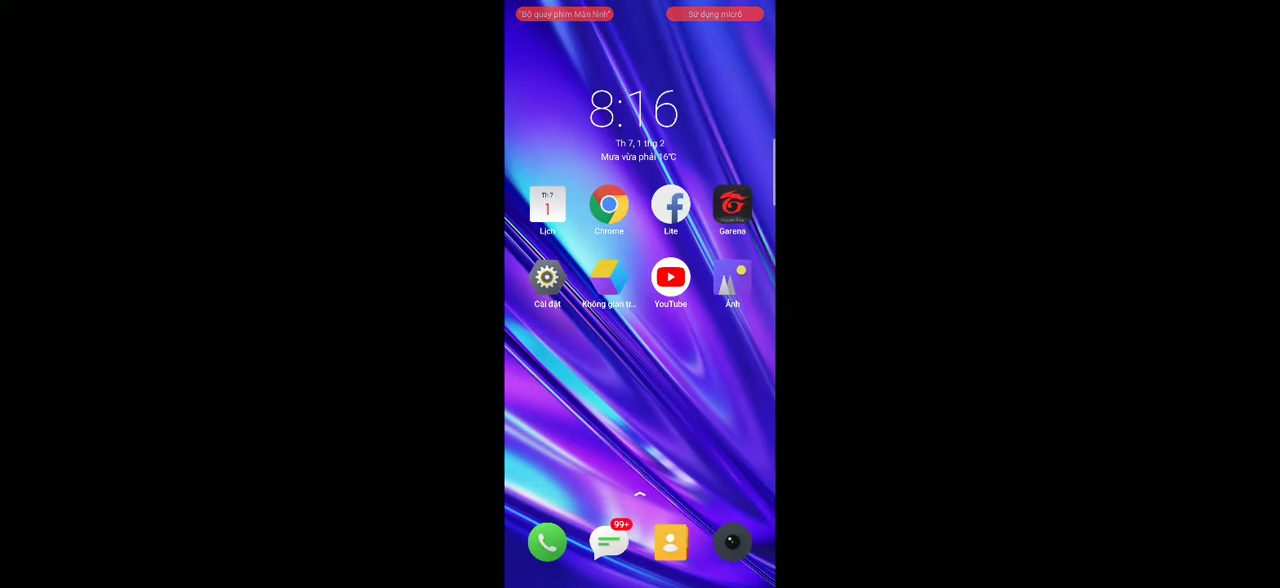 "Bộ quay phim Màn hình"
Sử dụng micrô
8:16
Th 7, 1 thg 2
Mưa vừa phải 16°C
Th 7
1
Lịch
Chrome
Lite
Garena
Cài đặt
Không gian tr...
YouTube
Ảnh
99+